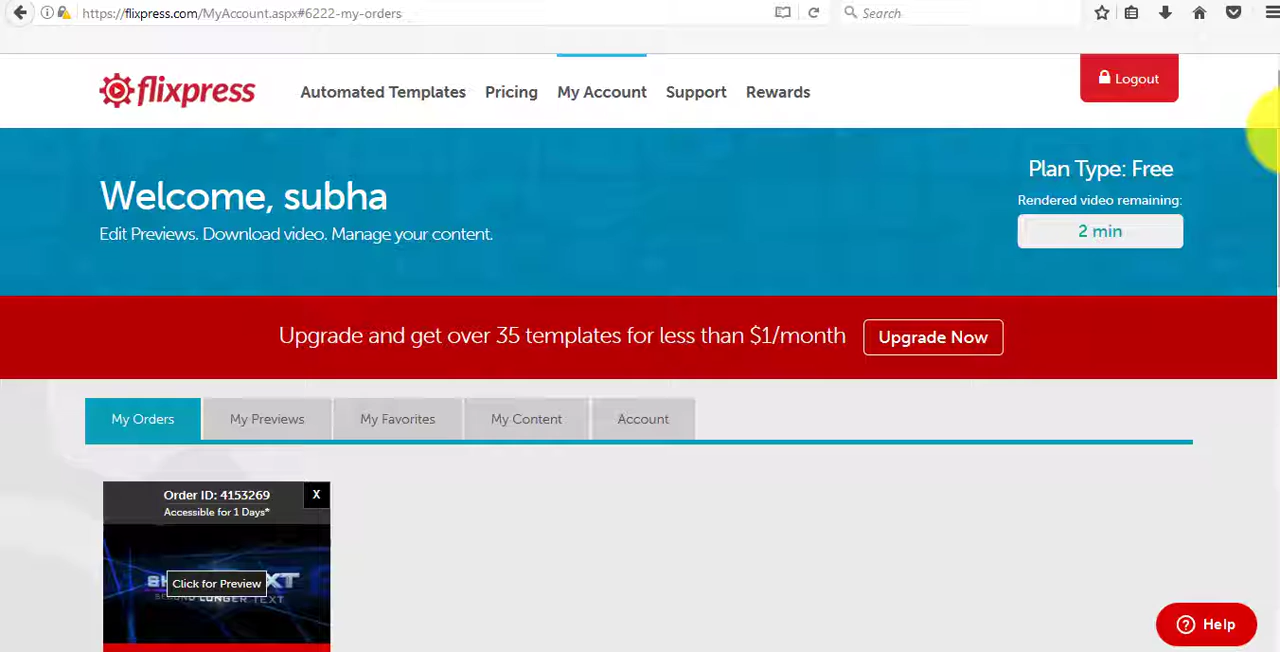 https://flixpress.com/MyAccount.aspx#6222-my-orders
Search
flixpress
Automated Templates
Pricing
My Account
Support
Rewards
Logout
Welcome, subha
Edit Previews. Download video. Manage your content.
Plan Type: Free
Rendered video remaining:
2 min
Upgrade and get over 35 templates for less than $1/month
Upgrade Now
My Orders
My Previews
My Favorites
My Content
Account
Order ID: 4153269
X
Accessible for 1 Days*
Click for Preview
LONGER TEXT
Help